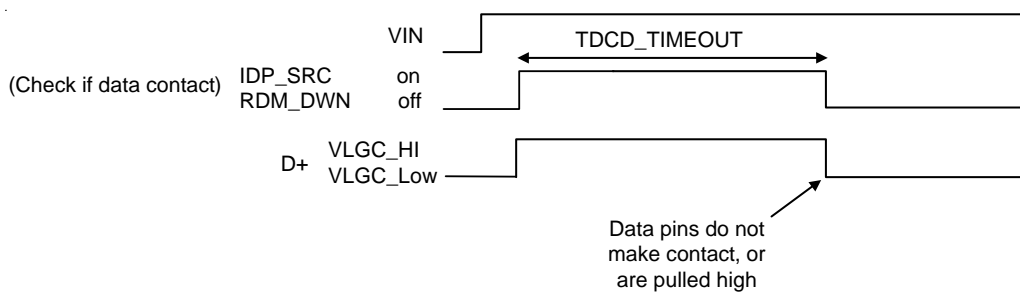 VIN
TDCD_TIMEOUT
(Check if data contact)
IDP_SRC on
RDM_DWN off
D+
VLGC_HI
VLGC_Low
Data pins do not
make contact, or
are pulled high